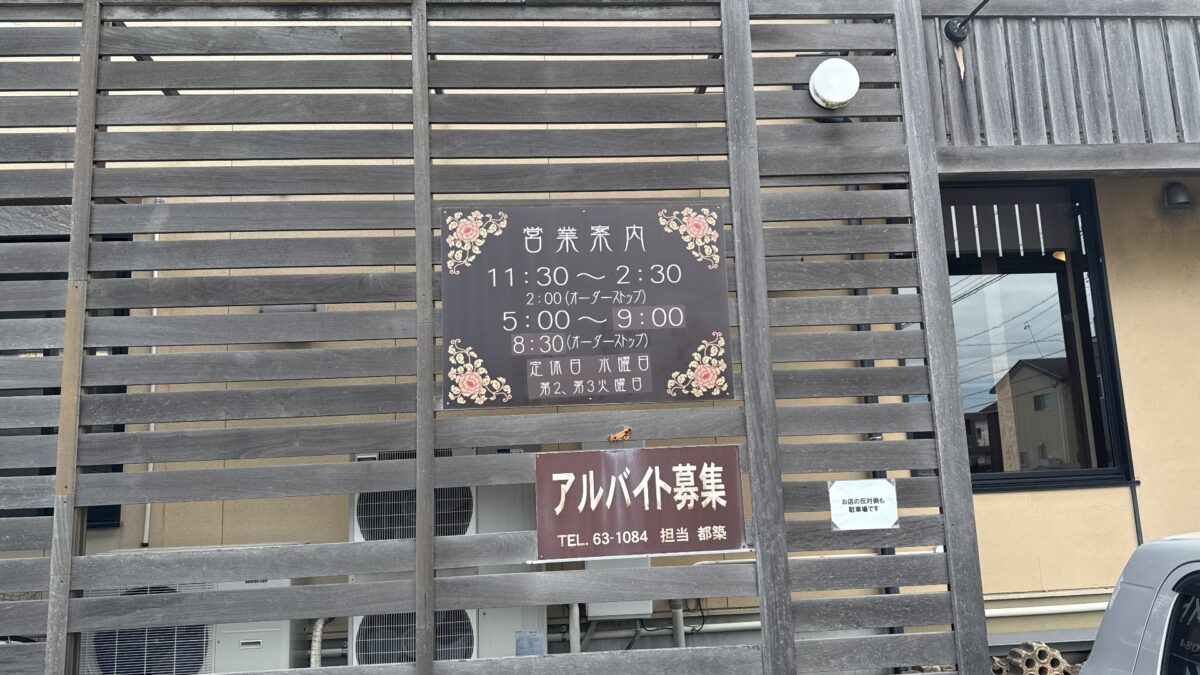 営業案内
11:30～2:30
2:00(オーダーストップ)
5:00～9:00
8:30(オーダーストップ)
定休日 水曜日
第2、第3火曜日
アルバイト募集
TEL. 63-1084 担当 都築
お店の反対側も
駐車場です